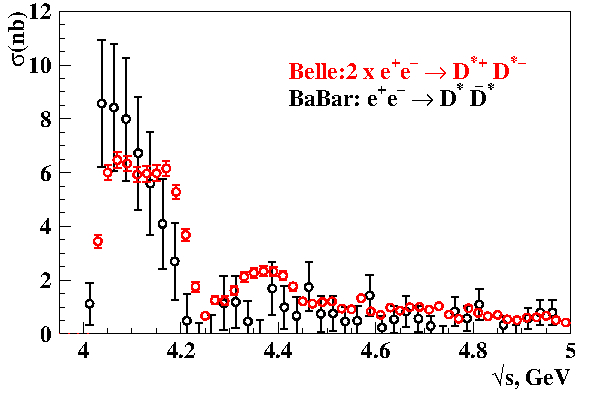 σ(nb)
12
10
8
6
4
2
0
Belle:2 x e⁺e⁻ → D*⁺ D*⁻
BaBar: e⁺e⁻ → D* D̄*
4 4.2 4.4 4.6 4.8 5
√s, GeV